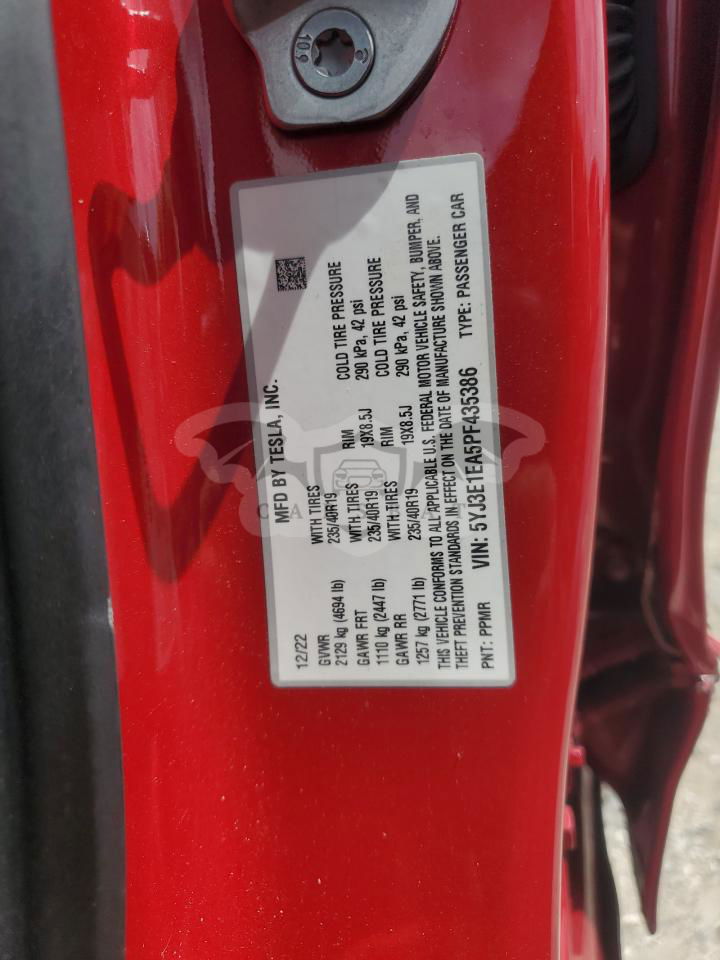 10.9
MFD BY TESLA, INC.
12/22
GVWR WITH TIRES RIM COLD TIRE PRESSURE
2129 kg (4694 lb) 235/40R19 19X8.5J 290 kPa, 42 psi
GAWR FRT WITH TIRES RIM COLD TIRE PRESSURE
1110 kg (2447 lb) 235/40R19 19X8.5J 290 kPa, 42 psi
GAWR RR WITH TIRES
1257 kg (2771 lb) 235/40R19
THIS VEHICLE CONFORMS TO ALL APPLICABLE U.S. FEDERAL MOTOR VEHICLE SAFETY, BUMPER, AND
THEFT PREVENTION STANDARDS IN EFFECT ON THE DATE OF MANUFACTURE SHOWN ABOVE.
PNT: PPMR VIN: 5YJ3E1EA5PF435386 TYPE: PASSENGER CAR